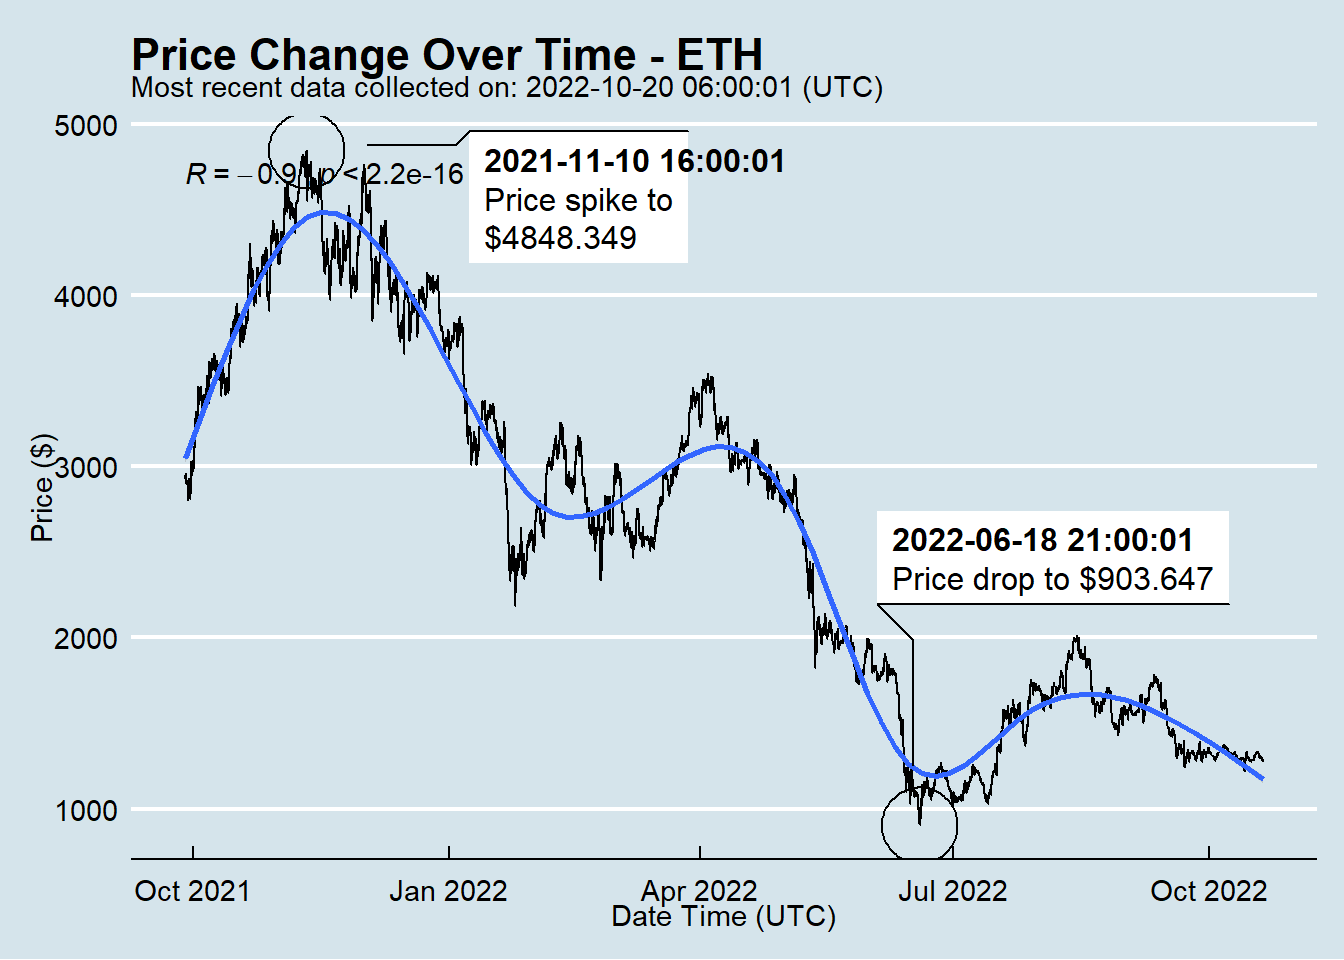 Price Change Over Time - ETH
Most recent data collected on: 2022-10-20 06:00:01 (UTC)
5000
R = −0.9, p < 2.2e-16
2021-11-10 16:00:01
Price spike to
$4848.349
4000
3000
Price ($)
2022-06-18 21:00:01
Price drop to $903.647
2000
1000
Oct 2021
Jan 2022
Apr 2022
Jul 2022
Oct 2022
Date Time (UTC)